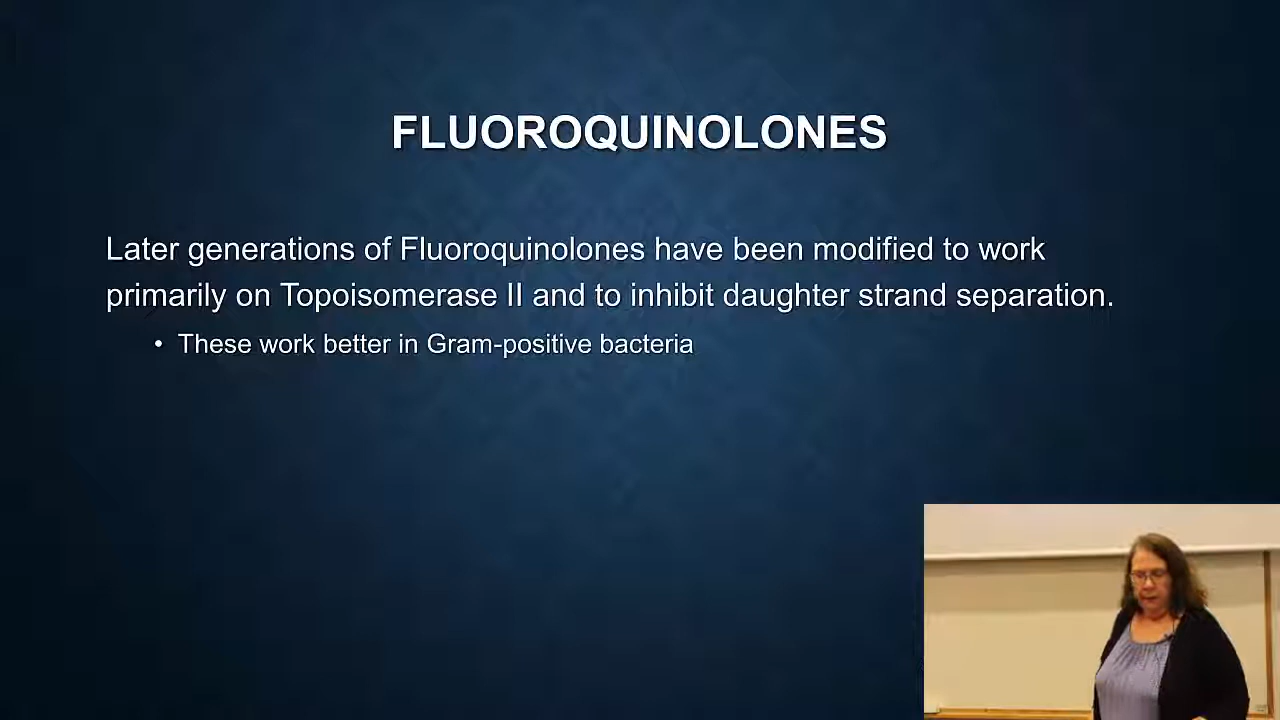 FLUOROQUINOLONES
Later generations of Fluoroquinolones have been modified to work
primarily on Topoisomerase II and to inhibit daughter strand separation.
• These work better in Gram-positive bacteria